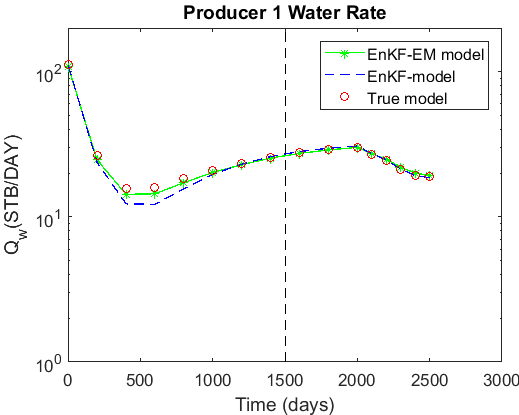 Producer 1 Water Rate
EnKF-EM model
EnKF-model
True model
Q_w(STB/DAY)
10^2
10^1
10^0
0 500 1000 1500 2000 2500 3000
Time (days)